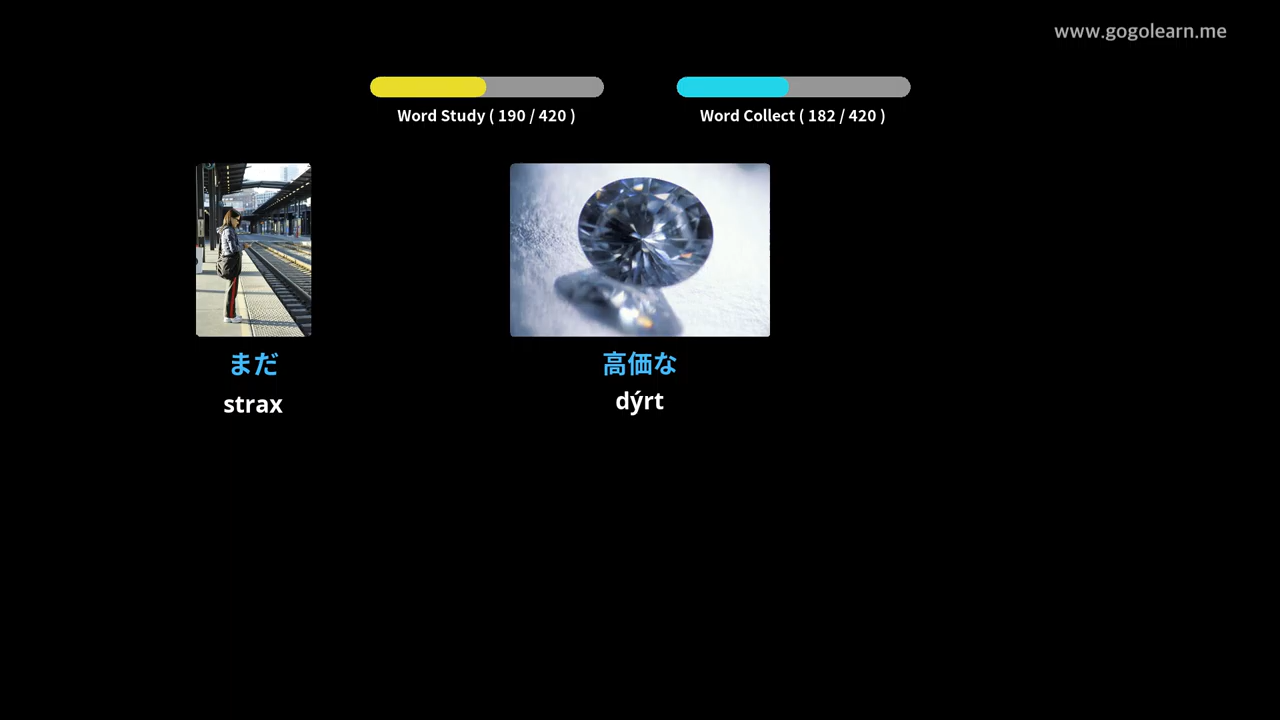 www.gogolearn.me
Word Study ( 190 / 420 )
Word Collect ( 182 / 420 )
まだ
strax
高価な
dýrt